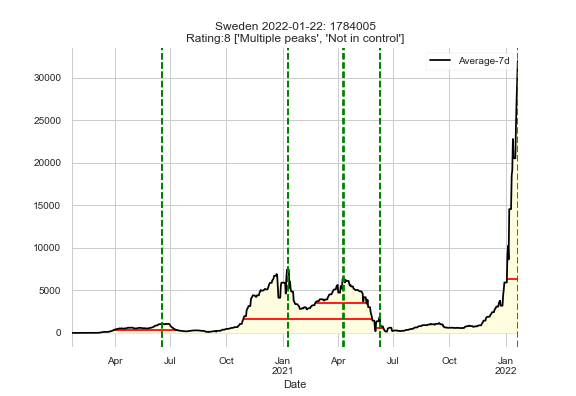 Sweden 2022-01-22: 1784005
Rating:8 ['Multiple peaks', 'Not in control']
Average-7d
30000
25000
20000
15000
10000
5000
0
Apr Jul Oct Jan Apr Jul Oct Jan
2021 2022
Date